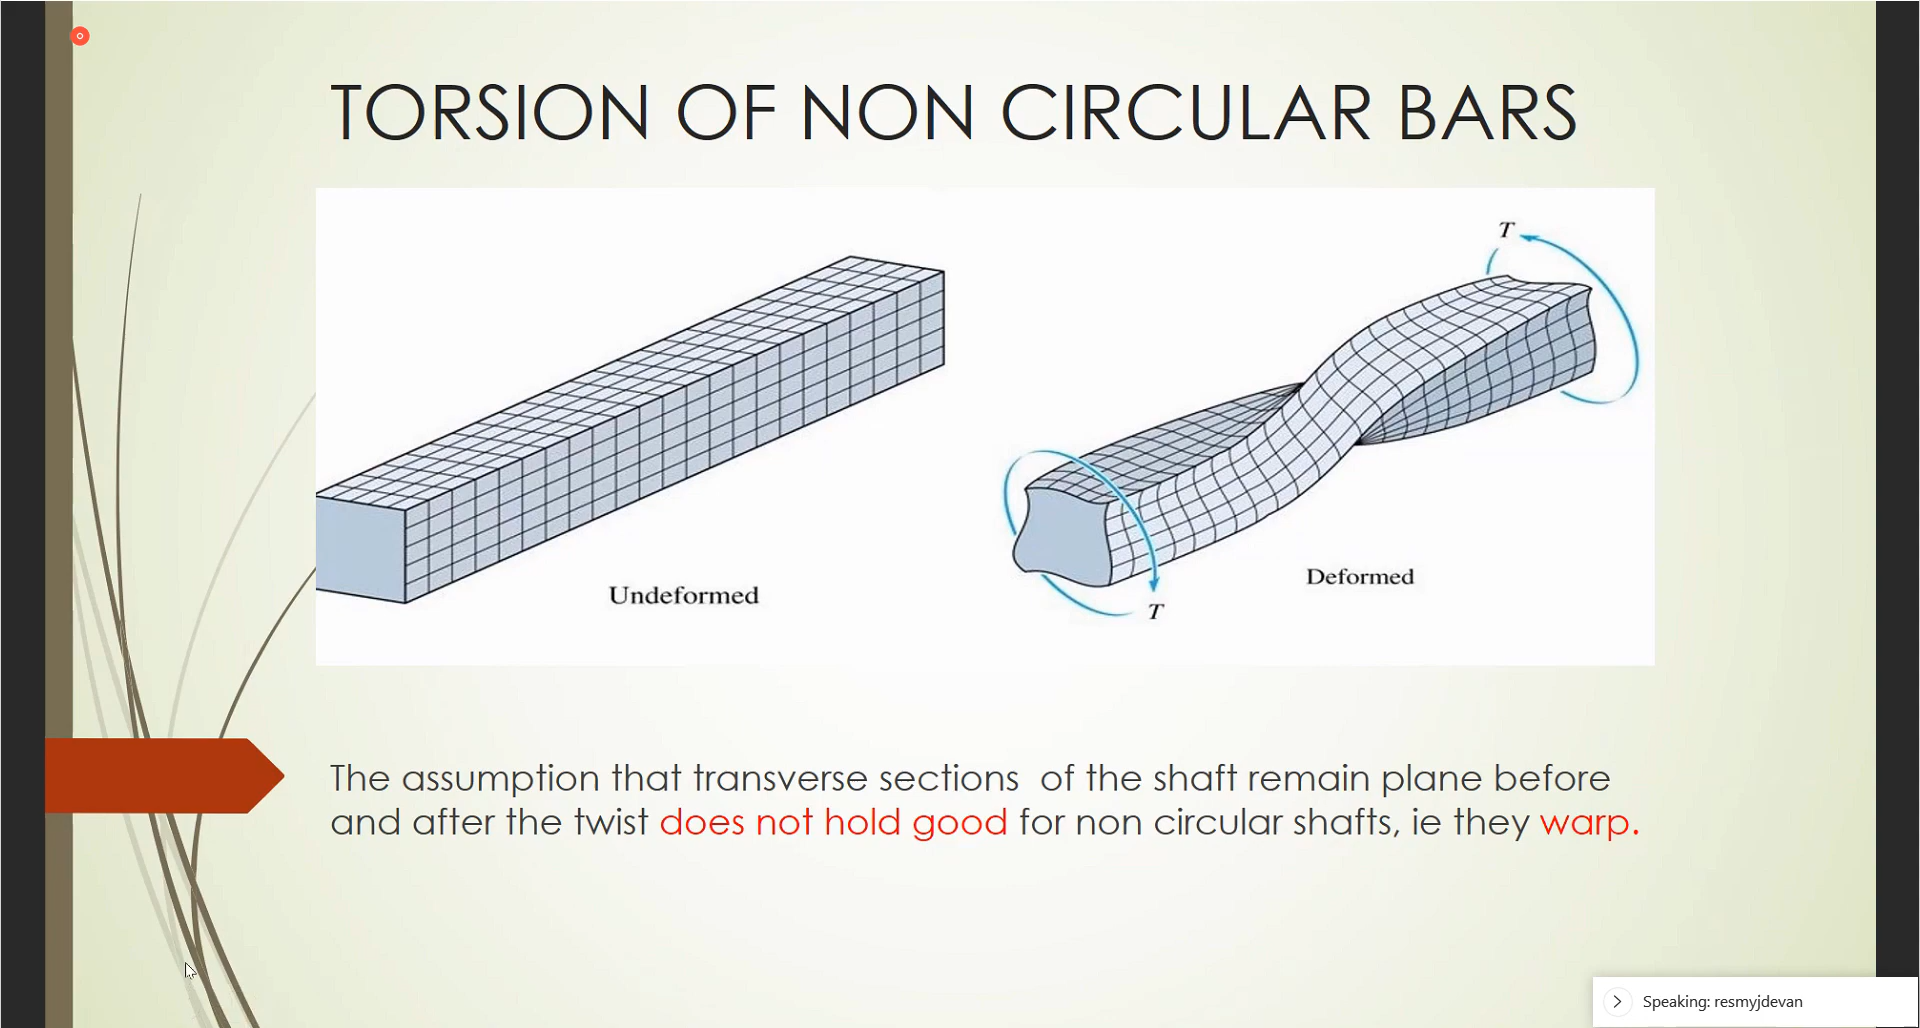 TORSION OF NON CIRCULAR BARS
T
Undeformed
Deformed
T
The assumption that transverse sections  of the shaft remain plane before
and after the twist does not hold good for non circular shafts, ie they warp.
Speaking: resmyjdevan